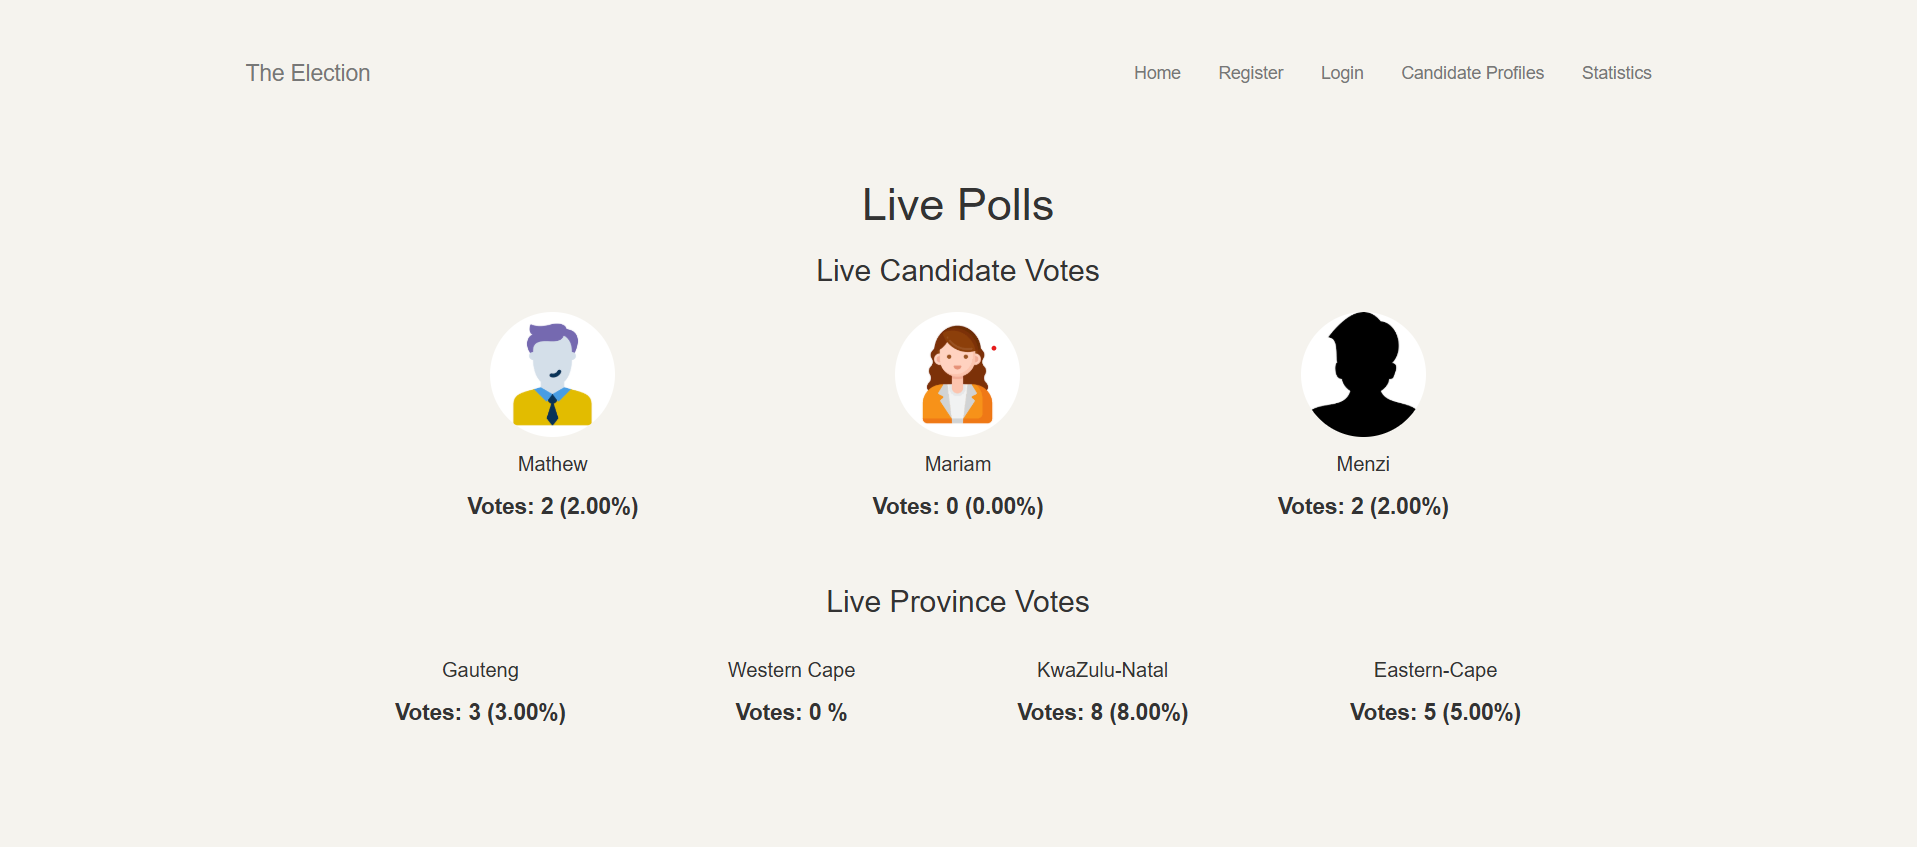 The Election
Home Register Login Candidate Profiles Statistics
Live Polls
Live Candidate Votes
Mathew
Votes: 2 (2.00%)
Mariam
Votes: 0 (0.00%)
Menzi
Votes: 2 (2.00%)
Live Province Votes
Gauteng
Votes: 3 (3.00%)
Western Cape
Votes: 0 %
KwaZulu-Natal
Votes: 8 (8.00%)
Eastern-Cape
Votes: 5 (5.00%)